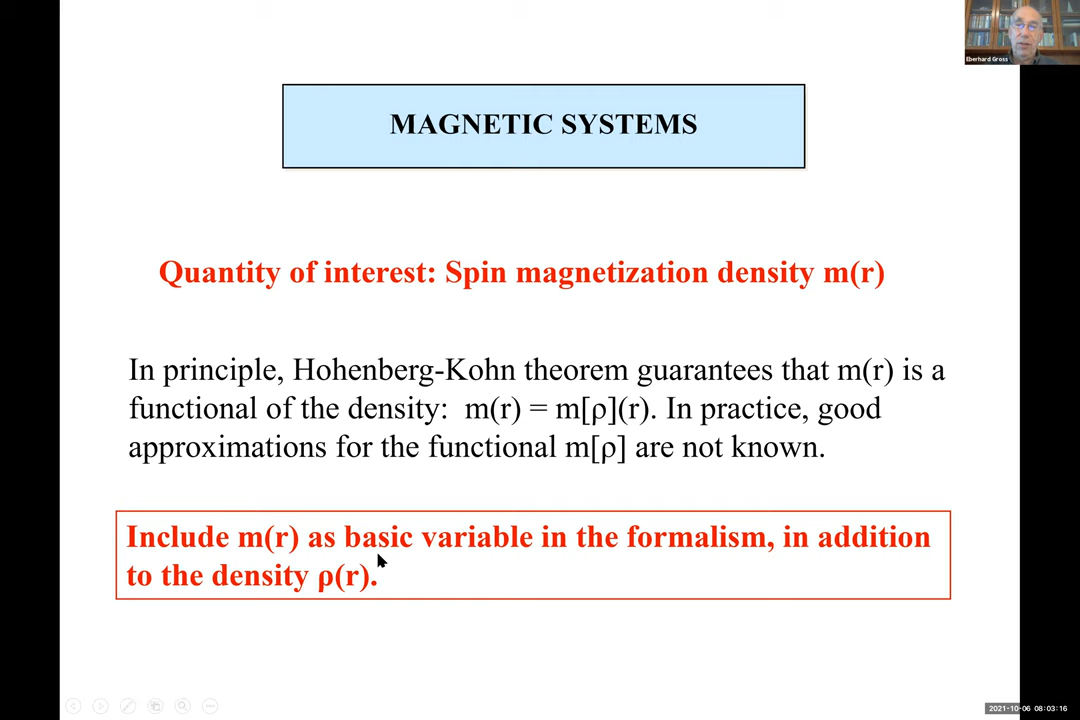 Eberhard Gross
MAGNETIC SYSTEMS
Quantity of interest: Spin magnetization density m(r)
In principle, Hohenberg-Kohn theorem guarantees that m(r) is a
functional of the density: m(r) = m[ρ](r). In practice, good
approximations for the functional m[ρ] are not known.
Include m(r) as basic variable in the formalism, in addition
to the density ρ(r).
2021-10-06 08:03:16